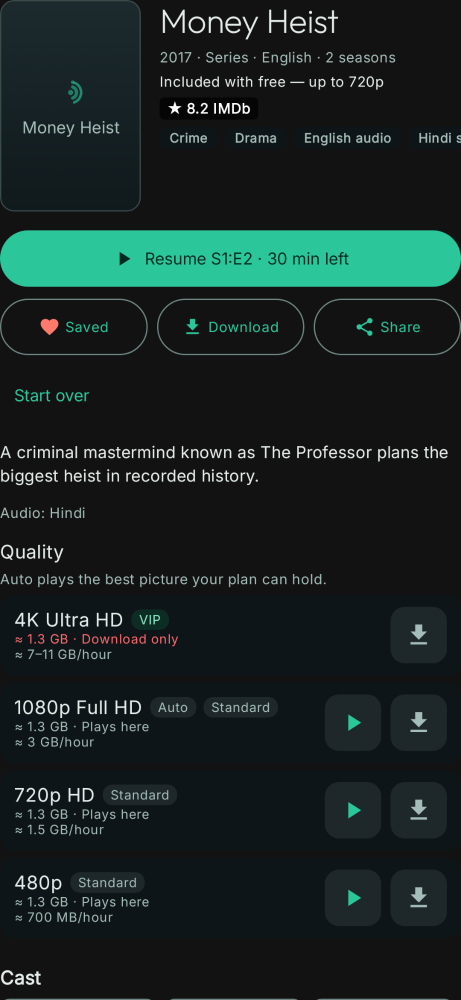 Money Heist
Money Heist
2017 · Series · English · 2 seasons
Included with free — up to 720p
★ 8.2 IMDb
Crime Drama English audio Hindi s
Resume S1:E2 · 30 min left
Saved Download Share
Start over
A criminal mastermind known as The Professor plans the
biggest heist in recorded history.
Audio: Hindi
Quality
Auto plays the best picture your plan can hold.
4K Ultra HD VIP
≈ 1.3 GB · Download only
≈ 7–11 GB/hour
1080p Full HD Auto Standard
≈ 1.3 GB · Plays here
≈ 3 GB/hour
720p HD Standard
≈ 1.3 GB · Plays here
≈ 1.5 GB/hour
480p Standard
≈ 1.3 GB · Plays here
≈ 700 MB/hour
Cast